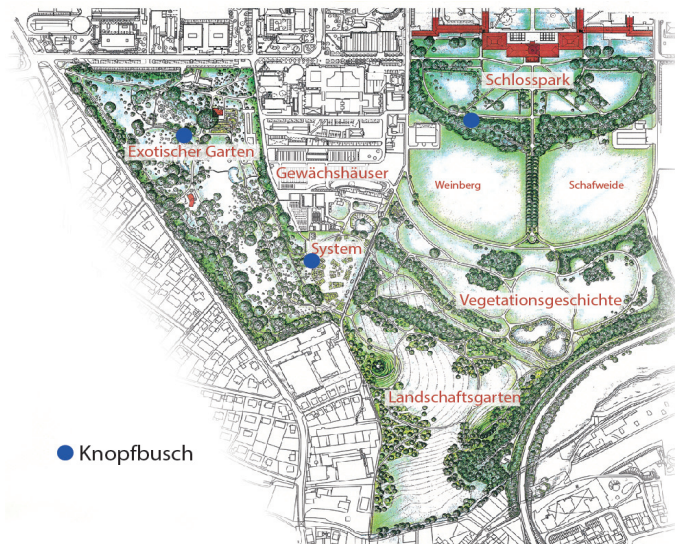 Schlosspark
Exotischer Garten
Gewächshäuser
Weinberg
Schafweide
System
Vegetationsgeschichte
Landschaftsgarten
Knopfbusch